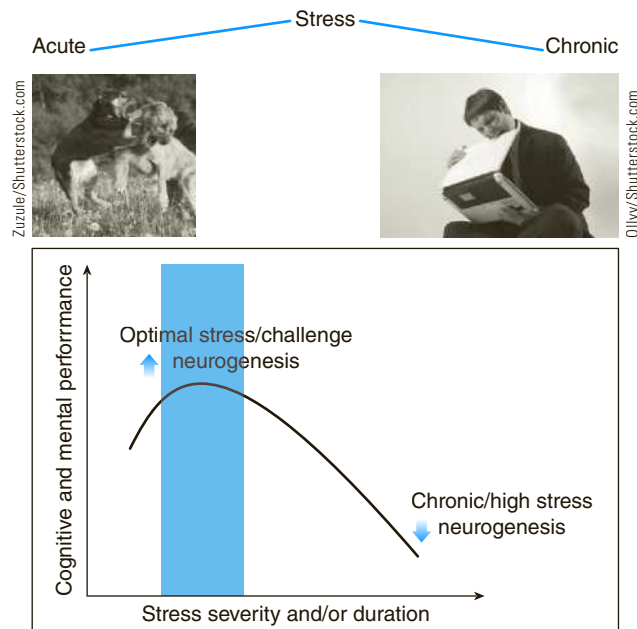 Stress
Acute
Chronic
Zuzule/Shutterstock.com
Ollyy/Shutterstock.com
Cognitive and mental perforrmance
Optimal stress/challenge
neurogenesis
Chronic/high stress
neurogenesis
Stress severity and/or duration